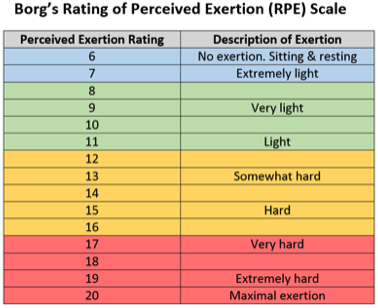 Borg's Rating of Perceived Exertion (RPE) Scale
Perceived Exertion Rating Description of Exertion
6 No exertion. Sitting & resting
7 Extremely light
8
9 Very light
10
11 Light
12
13 Somewhat hard
14
15 Hard
16
17 Very hard
18
19 Extremely hard
20 Maximal exertion